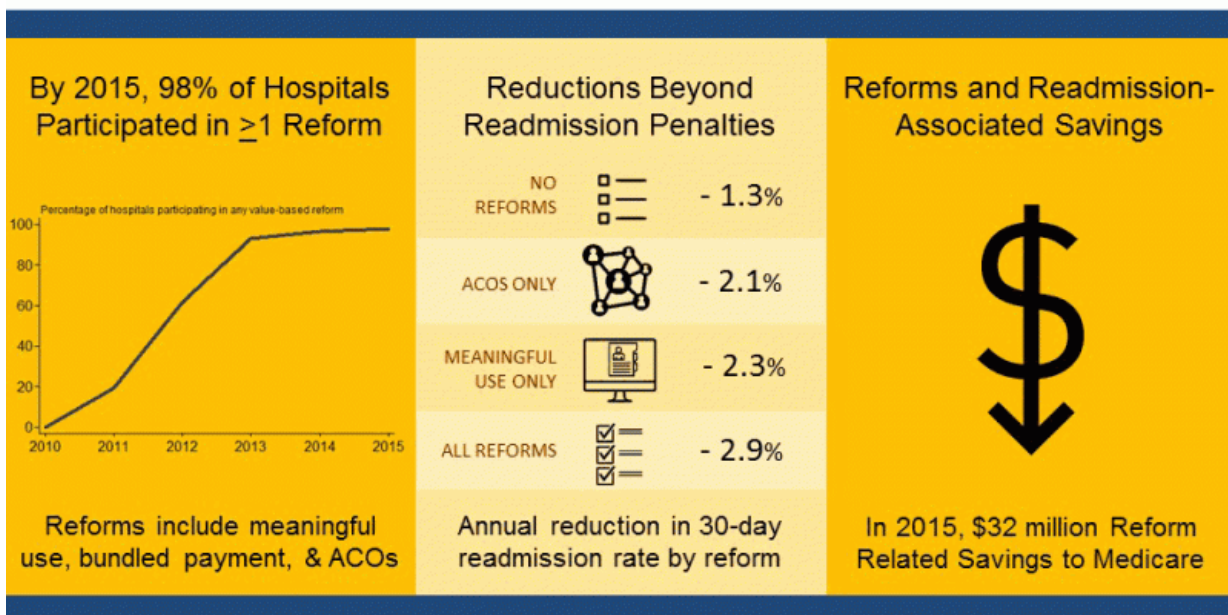 By 2015, 98% of Hospitals
Participated in ≥1 Reform
Percentage of hospitals participating in any value-based reform
100
80
60
40
20
0
2010 2011 2012 2013 2014 2015
Reforms include meaningful
use, bundled payment, & ACOs
Reductions Beyond
Readmission Penalties
NO
REFORMS
- 1.3%
ACOS ONLY
- 2.1%
MEANINGFUL
USE ONLY
- 2.3%
ALL REFORMS
- 2.9%
Annual reduction in 30-day
readmission rate by reform
Reforms and Readmission-
Associated Savings
$
In 2015, $32 million Reform
Related Savings to Medicare